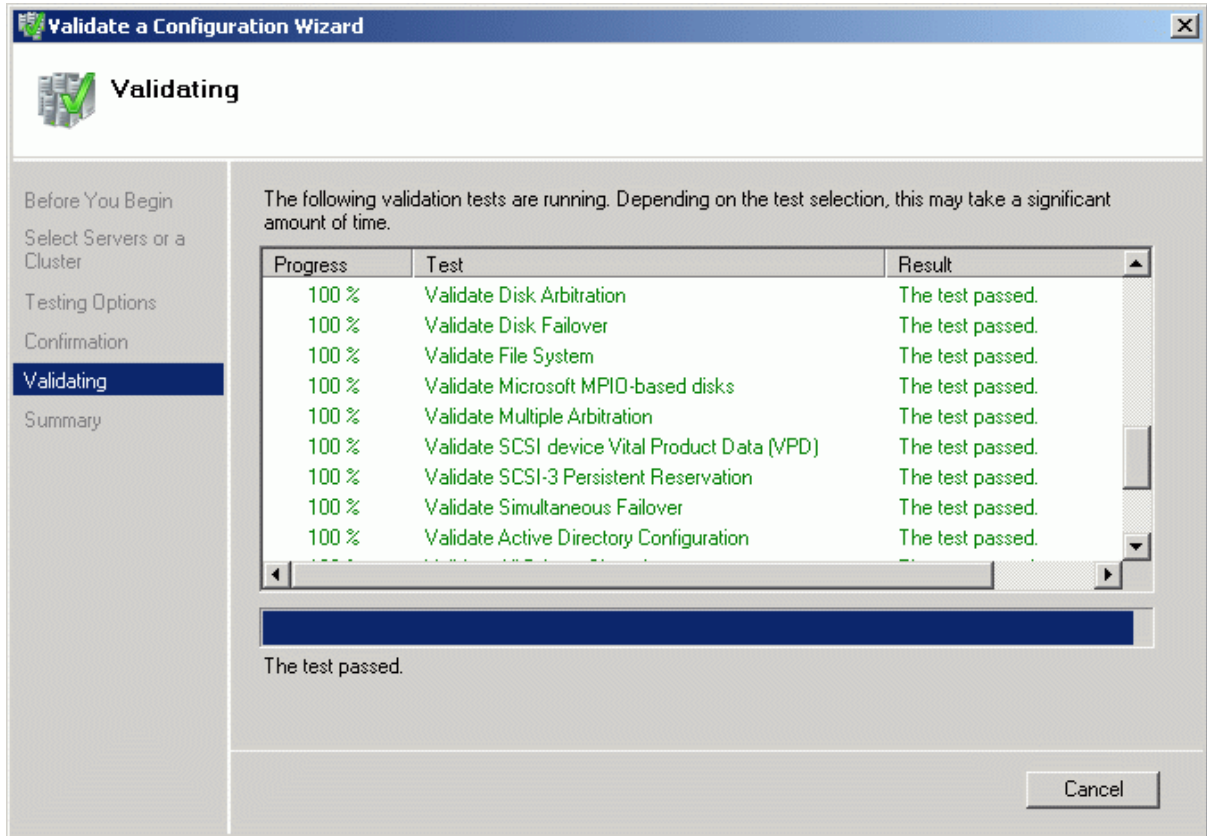 Validate a Configuration Wizard
Validating
Before You Begin
Select Servers or a
Cluster
Testing Options
Confirmation
Validating
Summary
The following validation tests are running. Depending on the test selection, this may take a significant
amount of time.
Progress Test Result
100 % Validate Disk Arbitration The test passed.
100 % Validate Disk Failover The test passed.
100 % Validate File System The test passed.
100 % Validate Microsoft MPIO-based disks The test passed.
100 % Validate Multiple Arbitration The test passed.
100 % Validate SCSI device Vital Product Data (VPD) The test passed.
100 % Validate SCSI-3 Persistent Reservation The test passed.
100 % Validate Simultaneous Failover The test passed.
100 % Validate Active Directory Configuration The test passed.
The test passed.
Cancel